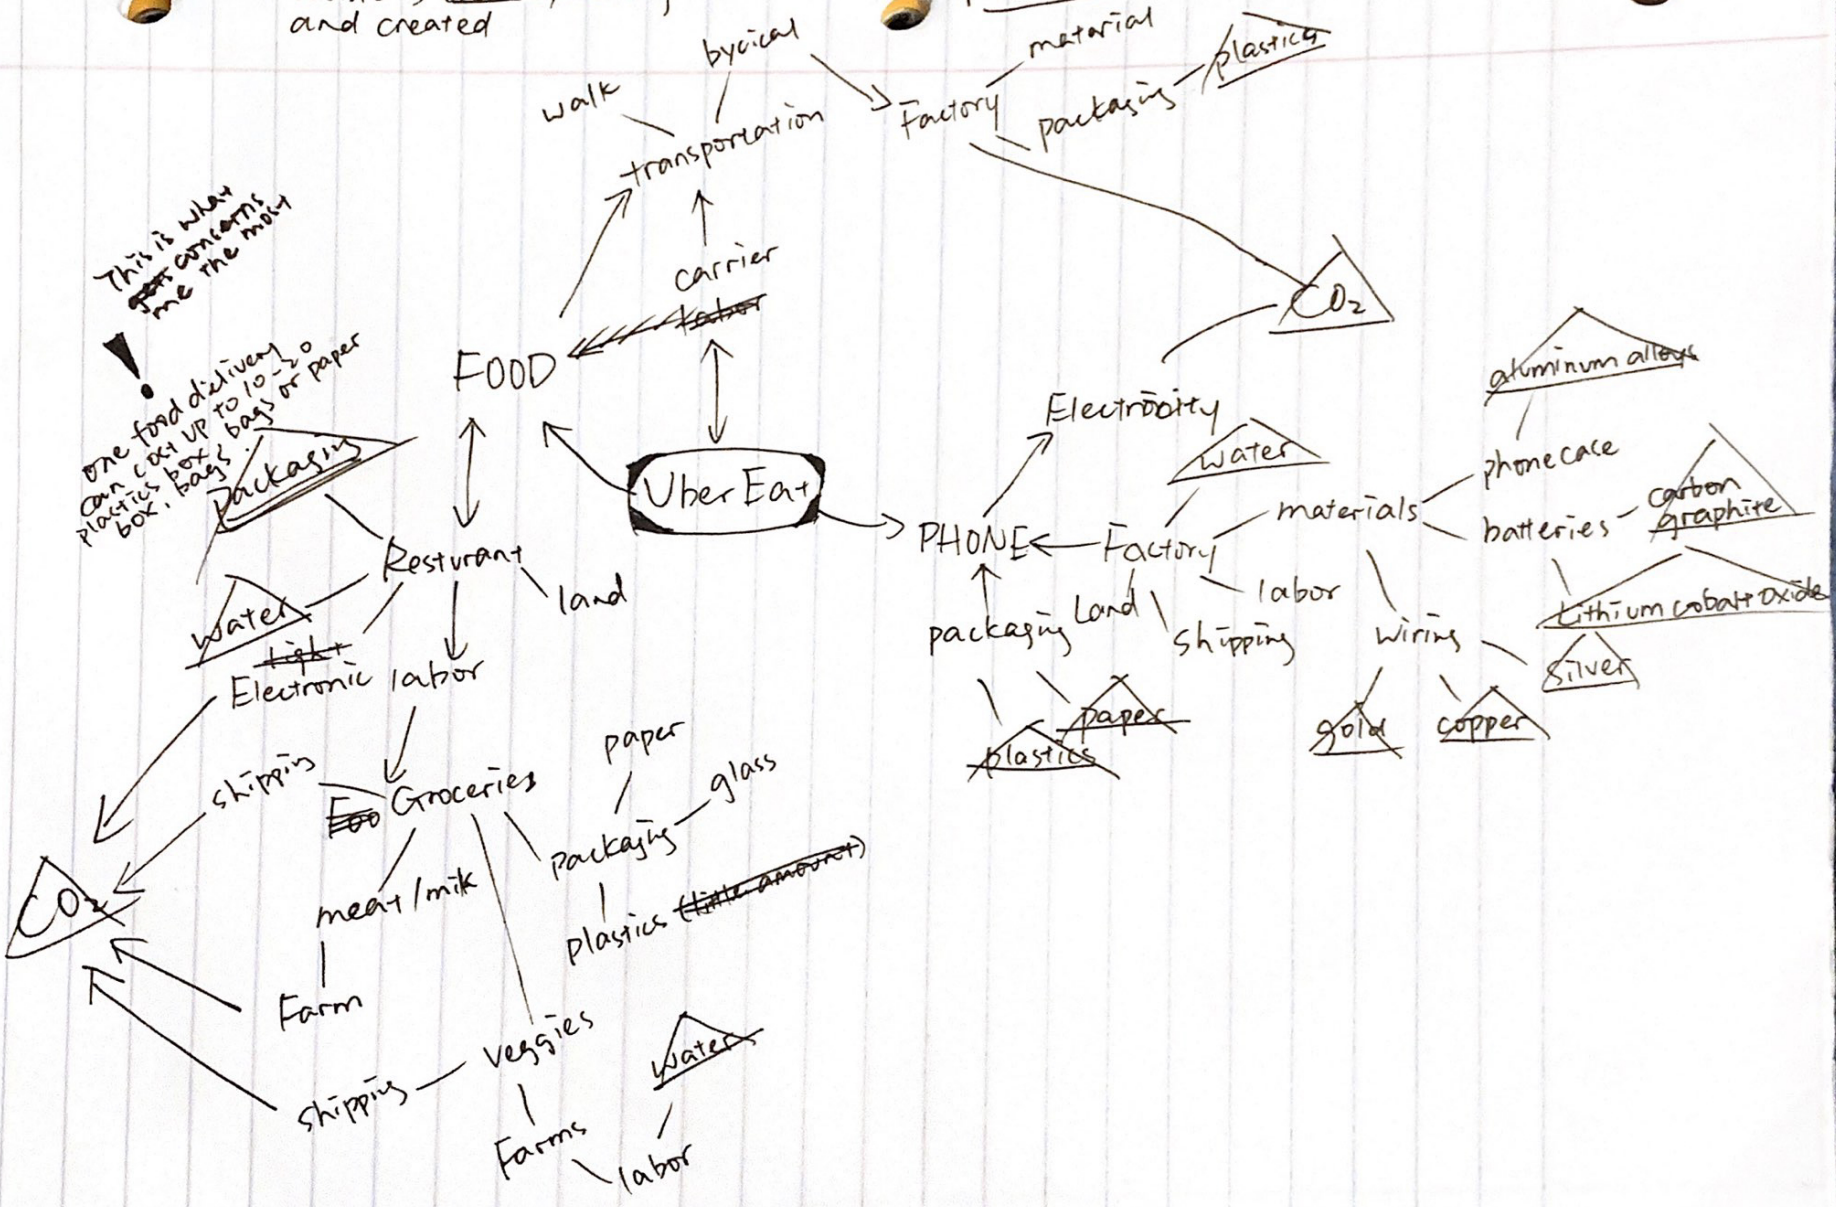 and created
bycical
material
plastics
walk
Factory
packaging
transportation
This is what
concerns
me the most
carrier
labor
CO₂
FOOD
one food delivery
can cost up to 10-20
plastics box, bags or paper
box, bags.
Packaging
Electrocity
aluminum alloys
water
phone case
Uber Eat
materials
carbon
graphite
batteries
PHONE
Factory
Resturant
land
labor
Lithium cobalt oxide
water
light
packaging
Land
shipping
wiring
silver
Electronic
labor
paper
plastics
gold
copper
paper
shipping
Foo Groceries
glass
packaging
meat/milk
plastics (little amount)
CO₂
Farm
veggies
water
shipping
Farms
labor